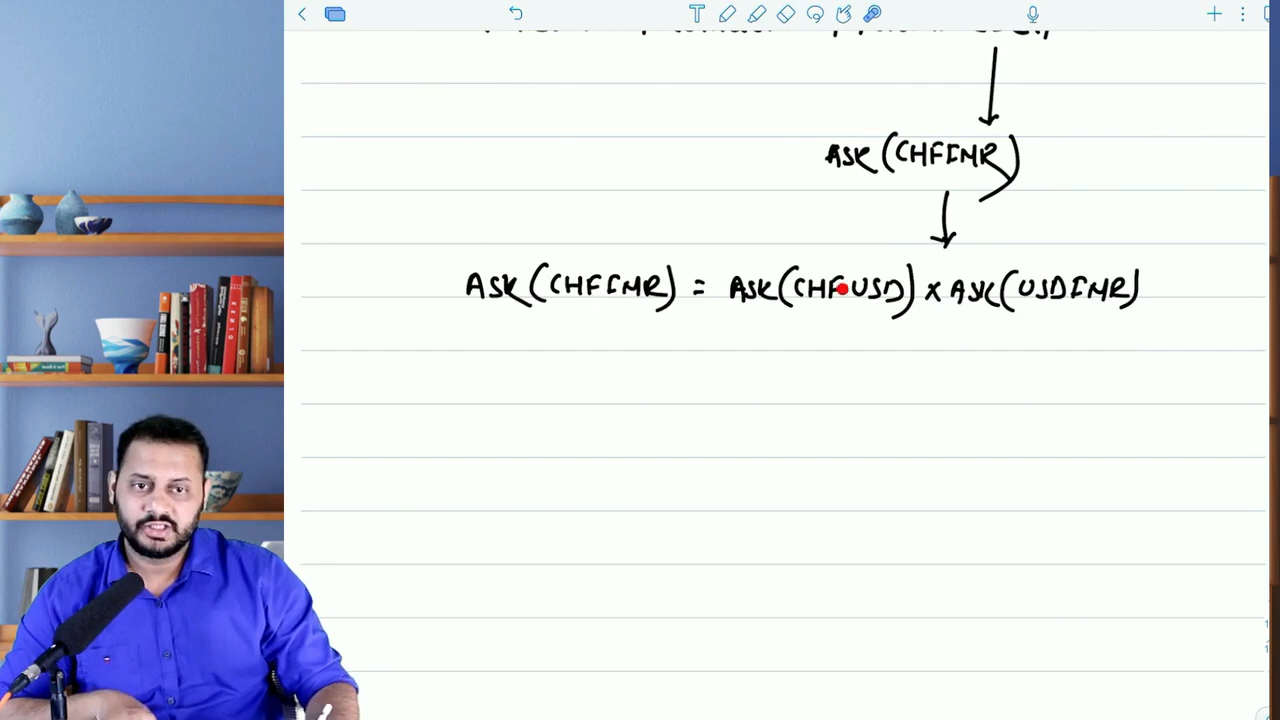 ASK (CHFINR)
ASK (CHFINR) = ASK (CHFUSD) x ASK (USDINR)